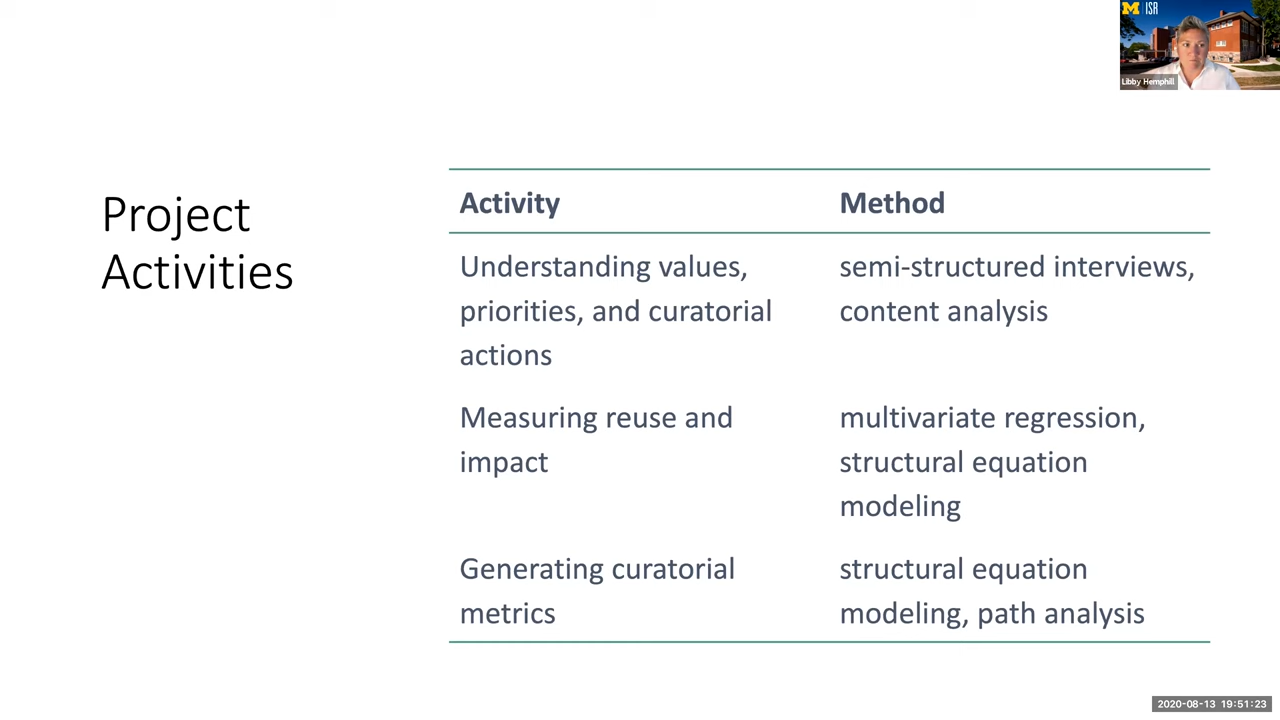 M | ISR
Libby Hemphill
Project
Activities
Activity Method
Understanding values, semi-structured interviews,
priorities, and curatorial content analysis
actions
Measuring reuse and multivariate regression,
impact structural equation
modeling
Generating curatorial structural equation
metrics modeling, path analysis
2020-08-13 19:51:23